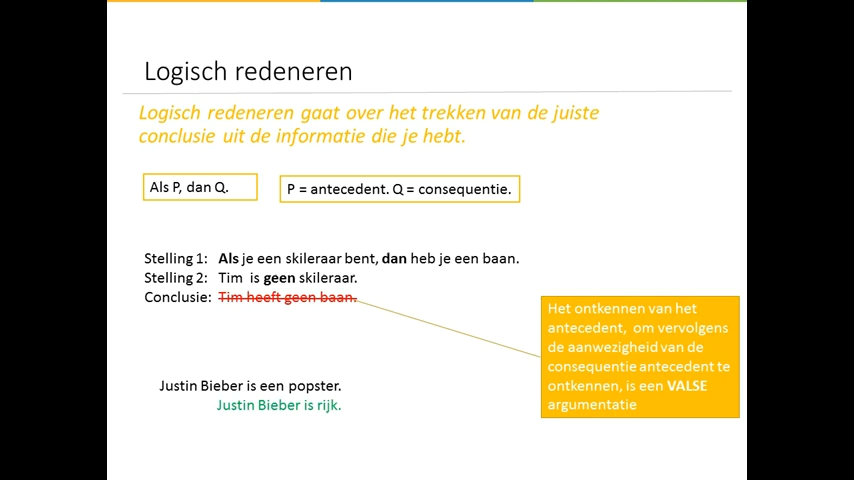 Logisch redeneren
Logisch redeneren gaat over het trekken van de juiste
conclusie uit de informatie die je hebt.
Als P, dan Q.
P = antecedent. Q = consequentie.
Stelling 1: Als je een skileraar bent, dan heb je een baan.
Stelling 2: Tim is geen skileraar.
Conclusie: Tim heeft geen baan.
Het ontkennen van het
antecedent, om vervolgens
de aanwezigheid van de
consequentie antecedent te
ontkennen, is een VALSE
argumentatie
Justin Bieber is een popster.
Justin Bieber is rijk.